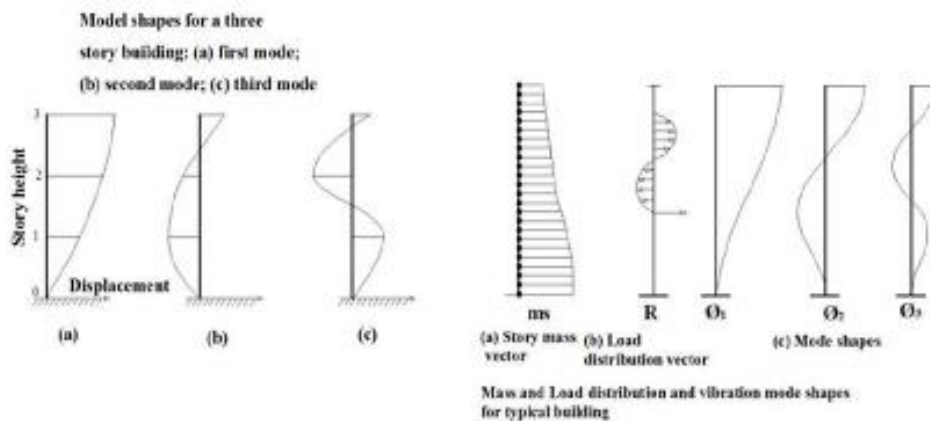 Model shapes for a three
story building; (a) first mode;
(b) second mode; (c) third mode
Story height
3
2
1
0
Displacement
(a)
(b)
(c)
ms
R
Ø1
Ø2
Ø3
(a) Story mass
vector
(b) Load
distribution vector
(c) Mode shapes
Mass and Load distribution and vibration mode shapes
for typical building